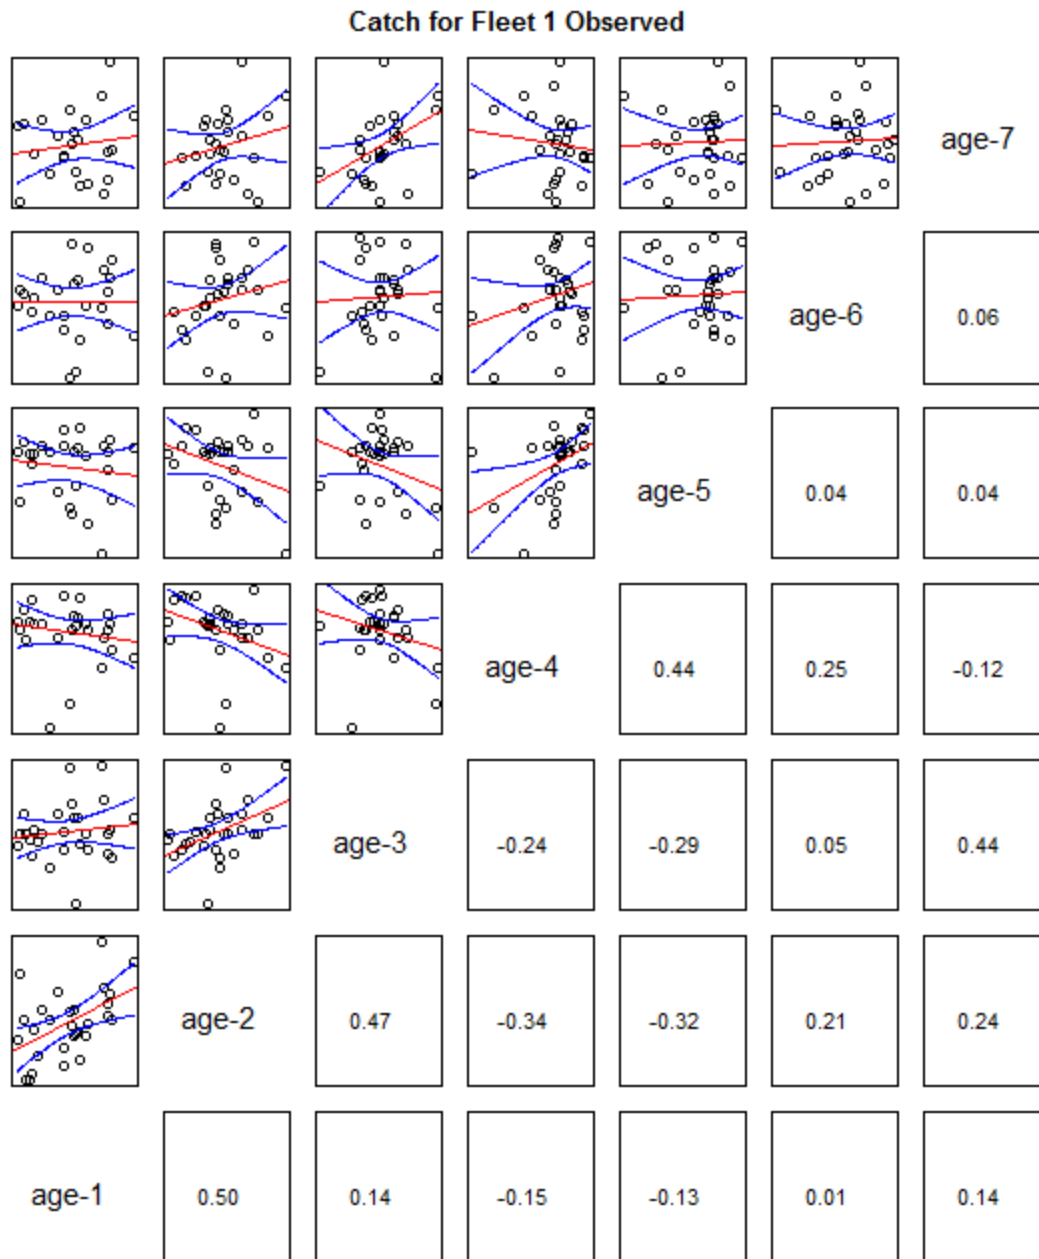 Catch for Fleet 1 Observed
age-7
age-6 0.06
age-5 0.04 0.04
age-4 0.44 0.25 -0.12
age-3 -0.24 -0.29 0.05 0.44
age-2 0.47 -0.34 -0.32 0.21 0.24
age-1 0.50 0.14 -0.15 -0.13 0.01 0.14